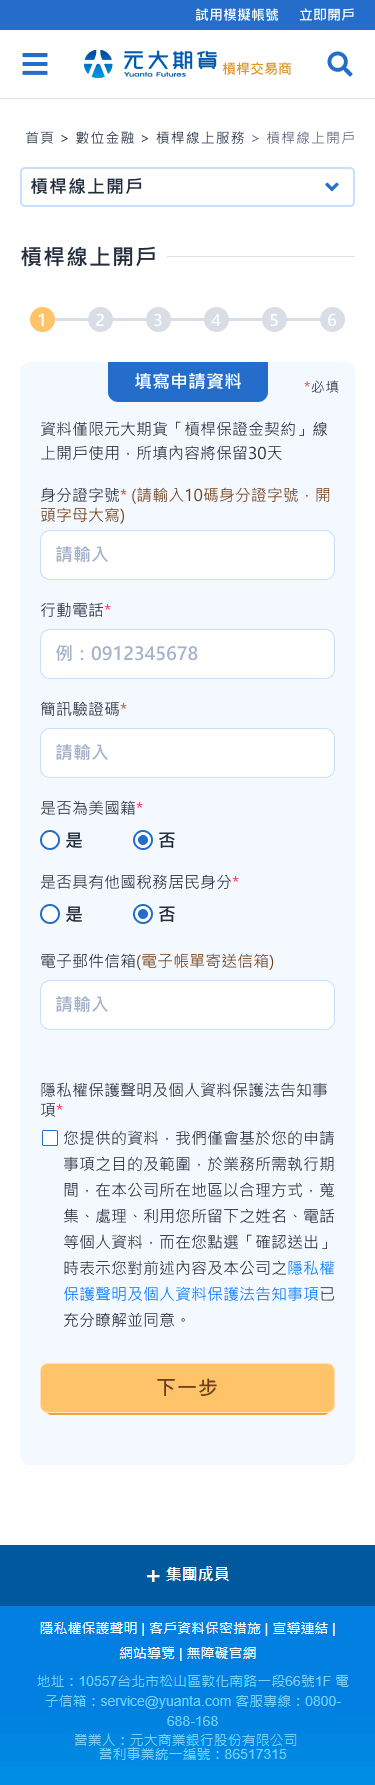 試用模擬帳號 立即開戶
元大期貨 槓桿交易商
Yuanta Futures
首頁 > 數位金融 > 槓桿線上服務 > 槓桿線上開戶
槓桿線上開戶
槓桿線上開戶
1 2 3 4 5 6
填寫申請資料
*必填
資料僅限元大期貨「槓桿保證金契約」線
上開戶使用，所填內容將保留30天
身分證字號* (請輸入10碼身分證字號，開
頭字母大寫)
請輸入
行動電話*
例：0912345678
簡訊驗證碼*
請輸入
是否為美國籍*
是 否
是否具有他國稅務居民身分*
是 否
電子郵件信箱(電子帳單寄送信箱)
請輸入
隱私權保護聲明及個人資料保護法告知事
項*
您提供的資料，我們僅會基於您的申請
事項之目的及範圍，於業務所需執行期
間，在本公司所在地區以合理方式，蒐
集、處理、利用您所留下之姓名、電話
等個人資料，而在您點選「確認送出」
時表示您對前述內容及本公司之隱私權
保護聲明及個人資料保護法告知事項已
充分瞭解並同意。
下一步
+ 集團成員
隱私權保護聲明 | 客戶資料保密措施 | 宣導連結 |
網站導覽 | 無障礙官網
地址：10557台北市松山區敦化南路一段66號1F 電
子信箱：service@yuanta.com 客服專線：0800-
688-168
營業人：元大商業銀行股份有限公司
營利事業統一編號：86517315